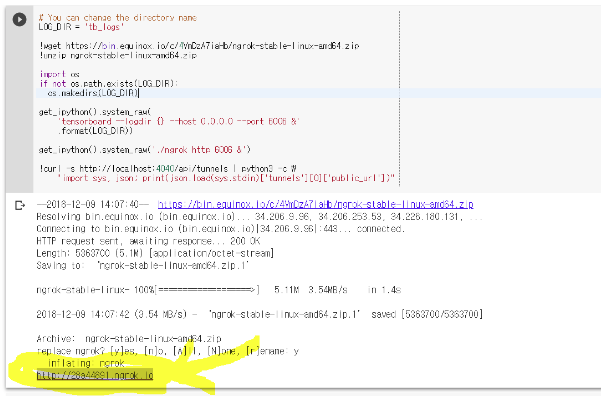 # You can change the directory name
LOG_DIR = 'tb_logs'
!wget https://bin.equinox.io/c/4VmDzA7iaHb/ngrok-stable-linux-amd64.zip
!unzip ngrok-stable-linux-amd64.zip
import os
if not os.path.exists(LOG_DIR):
os.makedirs(LOG_DIR)
get_ipython().system_raw(
'tensorboard --logdir {} --host 0.0.0.0 --port 6006 &'
.format(LOG_DIR))
get_ipython().system_raw('./ngrok http 6006 &')
!curl -s http://localhost:4040/api/tunnels | python3 -c ₩
"import sys, json; print(json.load(sys.stdin)['tunnels'][0]['public_url'])"
--2018-12-09 14:07:40-- https://bin.equinox.io/c/4VmDzA7iaHb/ngrok-stable-linux-amd64.zip
Resolving bin.equinox.io (bin.equinox.io)... 34.206.9.96, 34.206.253.53, 34.226.180.131, ...
Connecting to bin.equinox.io (bin.equinox.io)|34.206.9.96|:443... connected.
HTTP request sent, awaiting response... 200 OK
Length: 5363700 (5.1M) [application/octet-stream]
Saving to: 'ngrok-stable-linux-amd64.zip.1'
ngrok-stable-linux- 100%[===================>] 5.11M 3.54MB/s in 1.4s
2018-12-09 14:07:42 (3.54 MB/s) - 'ngrok-stable-linux-amd64.zip.1' saved [5363700/5363700]
Archive: ngrok-stable-linux-amd64.zip
replace ngrok? [y]es, [n]o, [A]ll, [N]one, [r]ename: y
inflating: ngrok